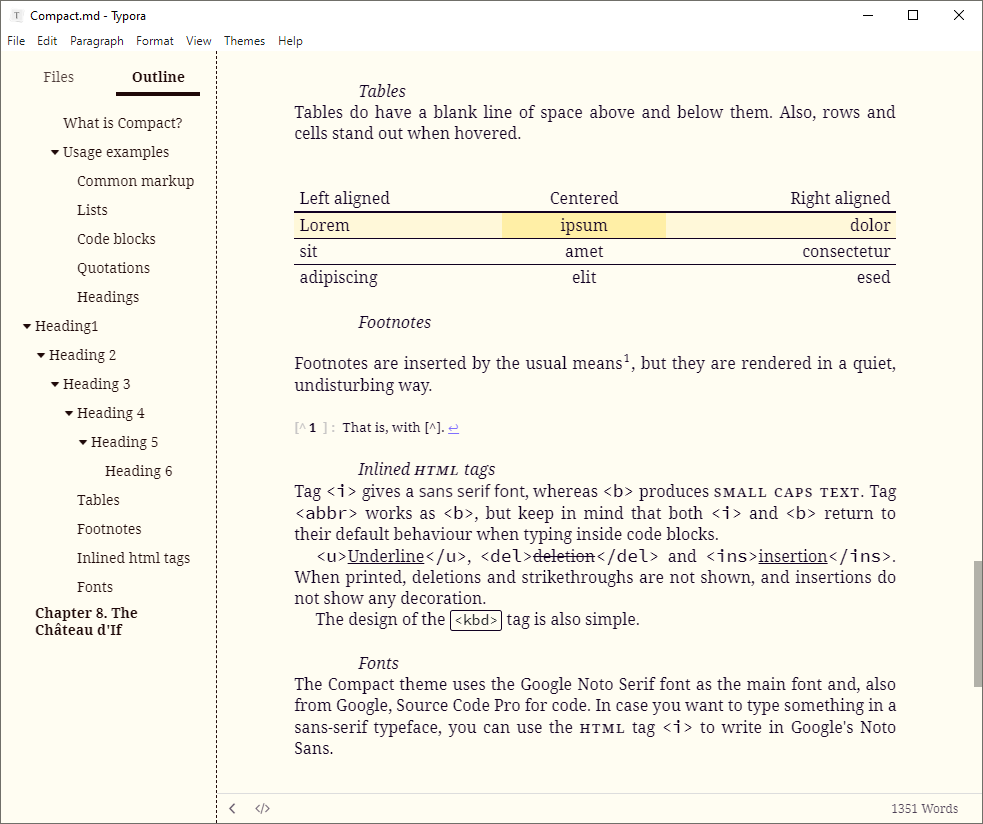 Compact.md - Typora
File Edit Paragraph Format View Themes Help
Files Outline
What is Compact?
Usage examples
Common markup
Lists
Code blocks
Quotations
Headings
Heading1
Heading 2
Heading 3
Heading 4
Heading 5
Heading 6
Tables
Footnotes
Inlined html tags
Fonts
Chapter 8. The
Château d'If
Tables
Tables do have a blank line of space above and below them. Also, rows and
cells stand out when hovered.
Left aligned Centered Right aligned
Lorem ipsum dolor
sit amet consectetur
adipiscing elit esed
Footnotes
Footnotes are inserted by the usual means¹, but they are rendered in a quiet,
undisturbing way.
[^1 ]: That is, with [^]. ↩
Inlined HTML tags
Tag <i> gives a sans serif font, whereas <b> produces SMALL CAPS TEXT. Tag
<abbr> works as <b>, but keep in mind that both <i> and <b> return to
their default behaviour when typing inside code blocks.
<u>Underline</u>, <del>deletion</del> and <ins>insertion</ins>.
When printed, deletions and strikethroughs are not shown, and insertions do
not show any decoration.
The design of the <kbd> tag is also simple.
Fonts
The Compact theme uses the Google Noto Serif font as the main font and, also
from Google, Source Code Pro for code. In case you want to type something in a
sans-serif typeface, you can use the HTML tag <i> to write in Google's Noto
Sans.
</> 1351 Words